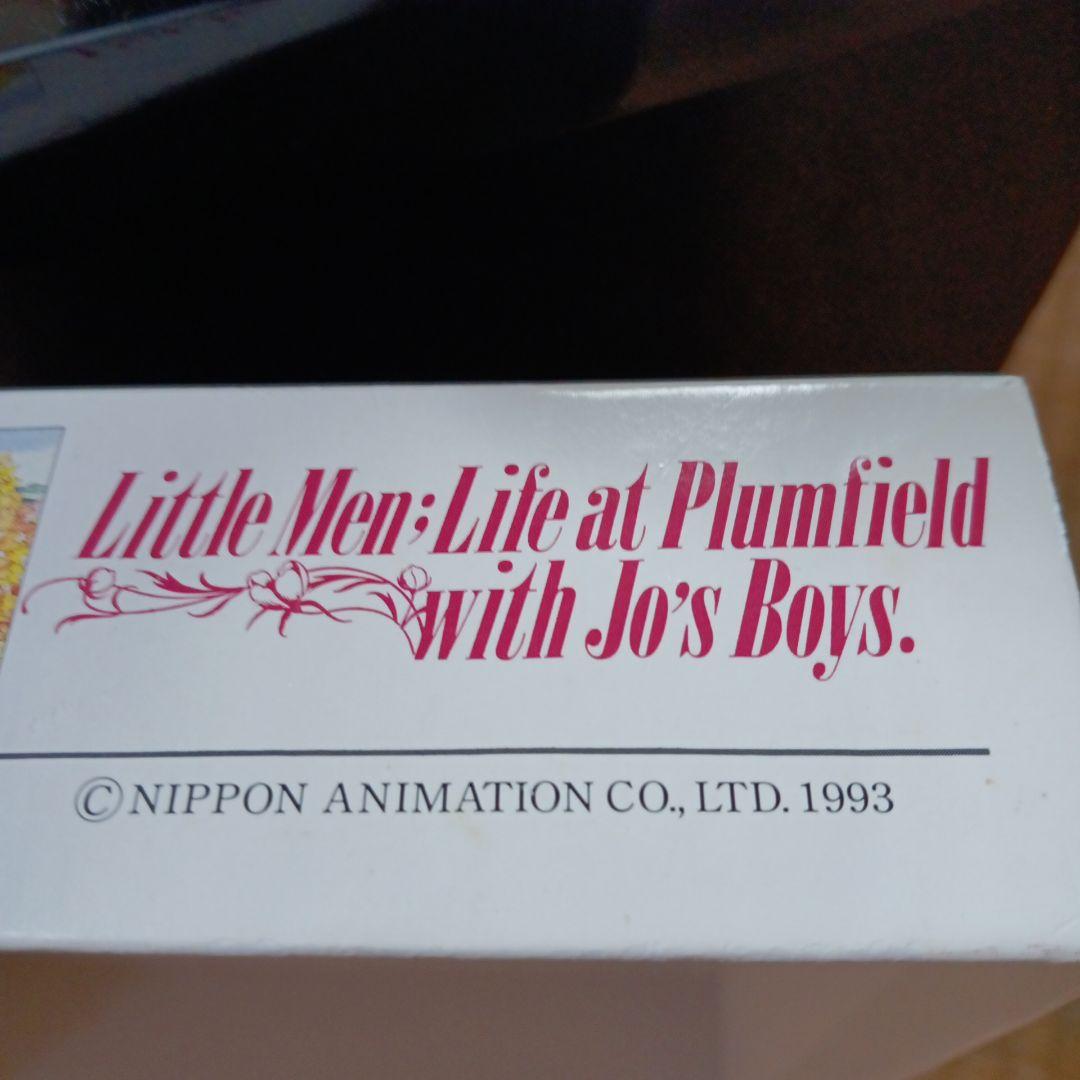 Little Men; Life at Plumfield
with Jo's Boys.
©NIPPON ANIMATION CO., LTD. 1993